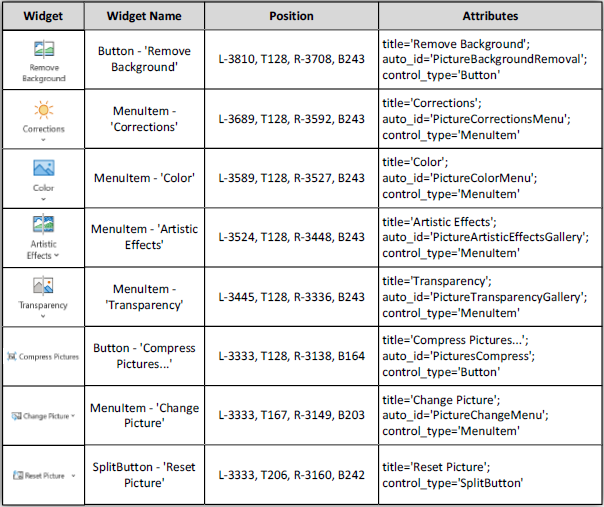 Widget Widget Name Position Attributes
Remove
Background
Button - 'Remove
Background'
L-3810, T128, R-3708, B243
title='Remove Background';
auto_id='PictureBackgroundRemoval';
control_type='Button'
Corrections
MenuItem -
'Corrections'
L-3689, T128, R-3592, B243
title='Corrections';
auto_id='PictureCorrectionsMenu';
control_type='MenuItem'
Color
MenuItem - 'Color'
L-3589, T128, R-3527, B243
title='Color';
auto_id='PictureColorMenu';
control_type='MenuItem'
Artistic
Effects
MenuItem - 'Artistic
Effects'
L-3524, T128, R-3448, B243
title='Artistic Effects';
auto_id='PictureArtisticEffectsGallery';
control_type='MenuItem'
Transparency
MenuItem -
'Transparency'
L-3445, T128, R-3336, B243
title='Transparency';
auto_id='PictureTransparencyGallery';
control_type='MenuItem'
Compress Pictures
Button - 'Compress
Pictures...'
L-3333, T128, R-3138, B164
title='Compress Pictures...';
auto_id='PicturesCompress';
control_type='Button'
Change Picture
MenuItem - 'Change
Picture'
L-3333, T167, R-3149, B203
title='Change Picture';
auto_id='PictureChangeMenu';
control_type='MenuItem'
Reset Picture
SplitButton - 'Reset
Picture'
L-3333, T206, R-3160, B242
title='Reset Picture';
control_type='SplitButton'